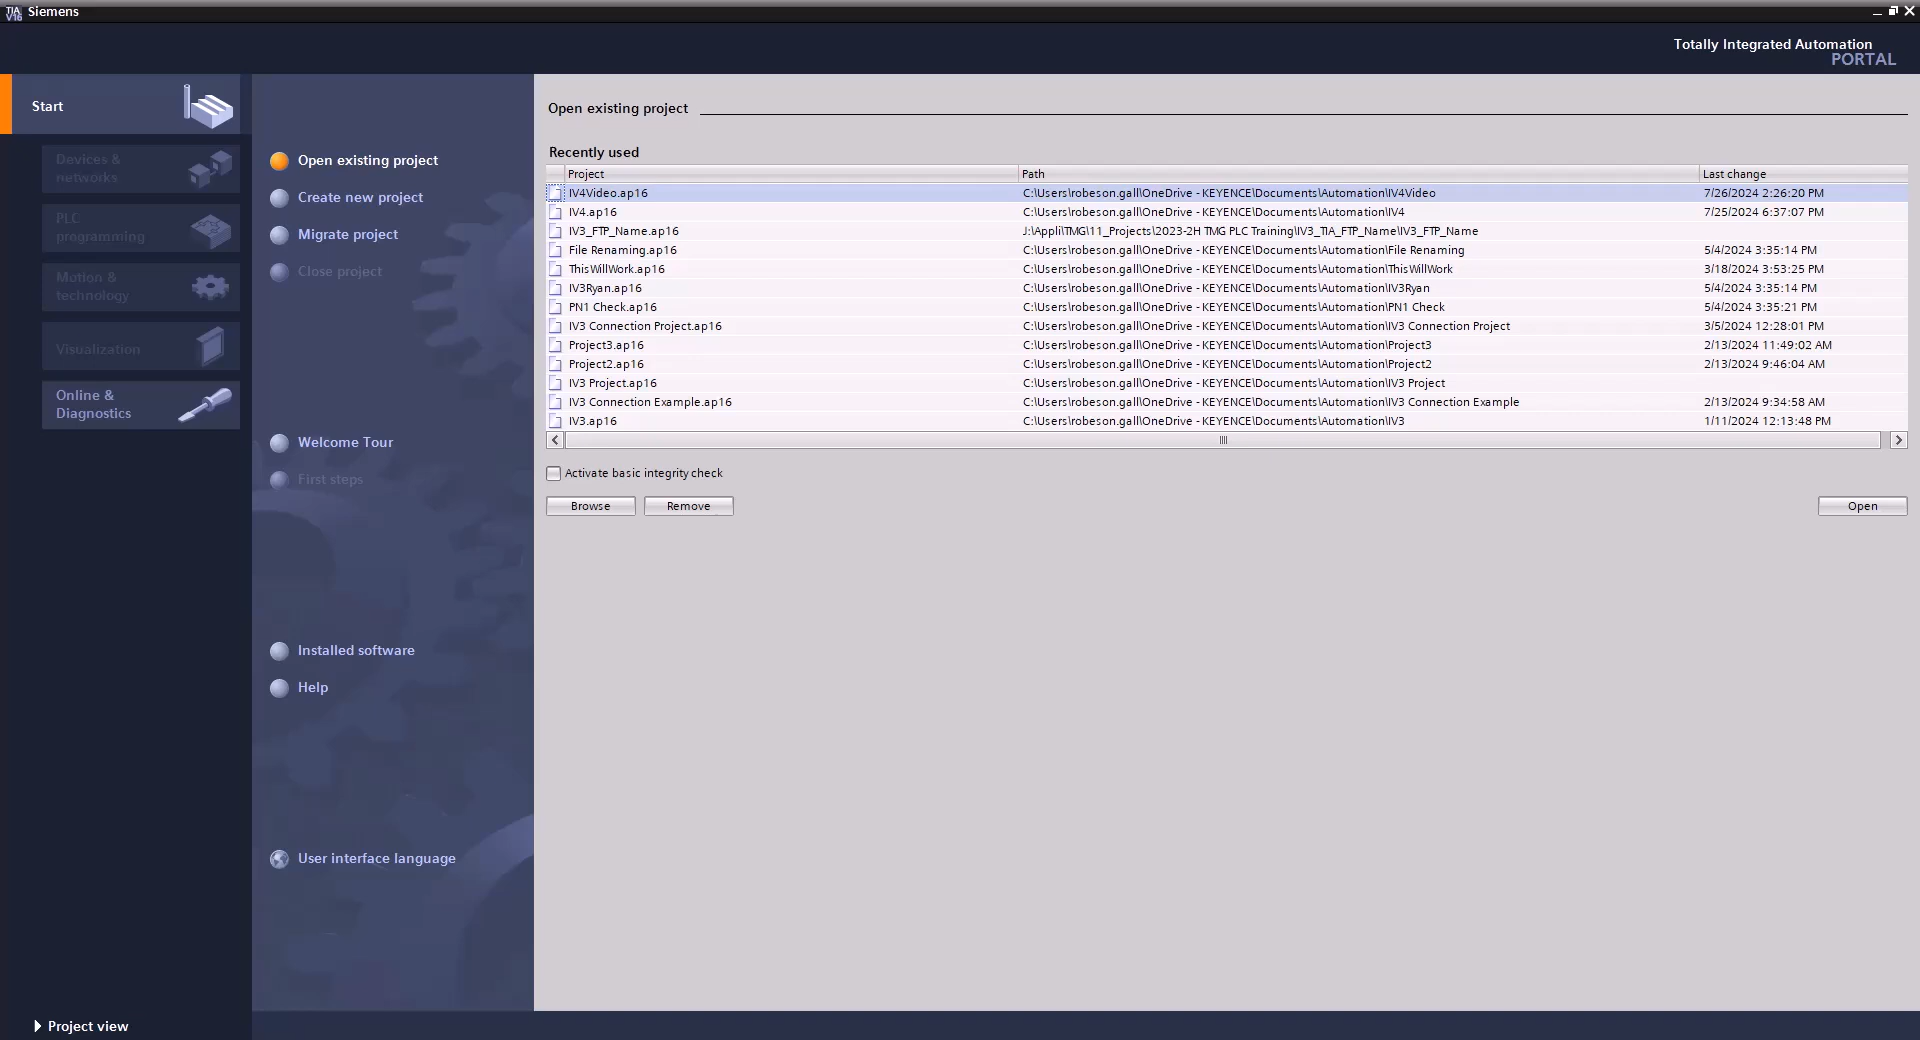 TIA V16 Siemens
Totally Integrated Automation
PORTAL
Start
Devices &
networks
PLC
programming
Motion &
technology
Visualization
Online &
Diagnostics
Open existing project
Create new project
Migrate project
Close project
Welcome Tour
First steps
Installed software
Help
User interface language
Open existing project
Recently used
Project Path Last change
IV4Video.ap16 C:\Users\robeson.gall\OneDrive - KEYENCE\Documents\Automation\IV4Video 7/26/2024 2:26:20 PM
IV4.ap16 C:\Users\robeson.gall\OneDrive - KEYENCE\Documents\Automation\IV4 7/25/2024 6:37:07 PM
IV3_FTP_Name.ap16 J:\Appli\TMG\11_Projects\2023-2H TMG PLC Training\IV3_TIA_FTP_Name\IV3_FTP_Name
File Renaming.ap16 C:\Users\robeson.gall\OneDrive - KEYENCE\Documents\Automation\File Renaming 5/4/2024 3:35:14 PM
ThisWillWork.ap16 C:\Users\robeson.gall\OneDrive - KEYENCE\Documents\Automation\ThisWillWork 3/18/2024 3:53:25 PM
IV3Ryan.ap16 C:\Users\robeson.gall\OneDrive - KEYENCE\Documents\Automation\IV3Ryan 5/4/2024 3:35:14 PM
PN1 Check.ap16 C:\Users\robeson.gall\OneDrive - KEYENCE\Documents\Automation\PN1 Check 5/4/2024 3:35:21 PM
IV3 Connection Project.ap16 C:\Users\robeson.gall\OneDrive - KEYENCE\Documents\Automation\IV3 Connection Project 3/5/2024 12:28:01 PM
Project3.ap16 C:\Users\robeson.gall\OneDrive - KEYENCE\Documents\Automation\Project3 2/13/2024 11:49:02 AM
Project2.ap16 C:\Users\robeson.gall\OneDrive - KEYENCE\Documents\Automation\Project2 2/13/2024 9:46:04 AM
IV3 Project.ap16 C:\Users\robeson.gall\OneDrive - KEYENCE\Documents\Automation\IV3 Project
IV3 Connection Example.ap16 C:\Users\robeson.gall\OneDrive - KEYENCE\Documents\Automation\IV3 Connection Example 2/13/2024 9:34:58 AM
IV3.ap16 C:\Users\robeson.gall\OneDrive - KEYENCE\Documents\Automation\IV3 1/11/2024 12:13:48 PM
Activate basic integrity check
Browse Remove Open
Project view